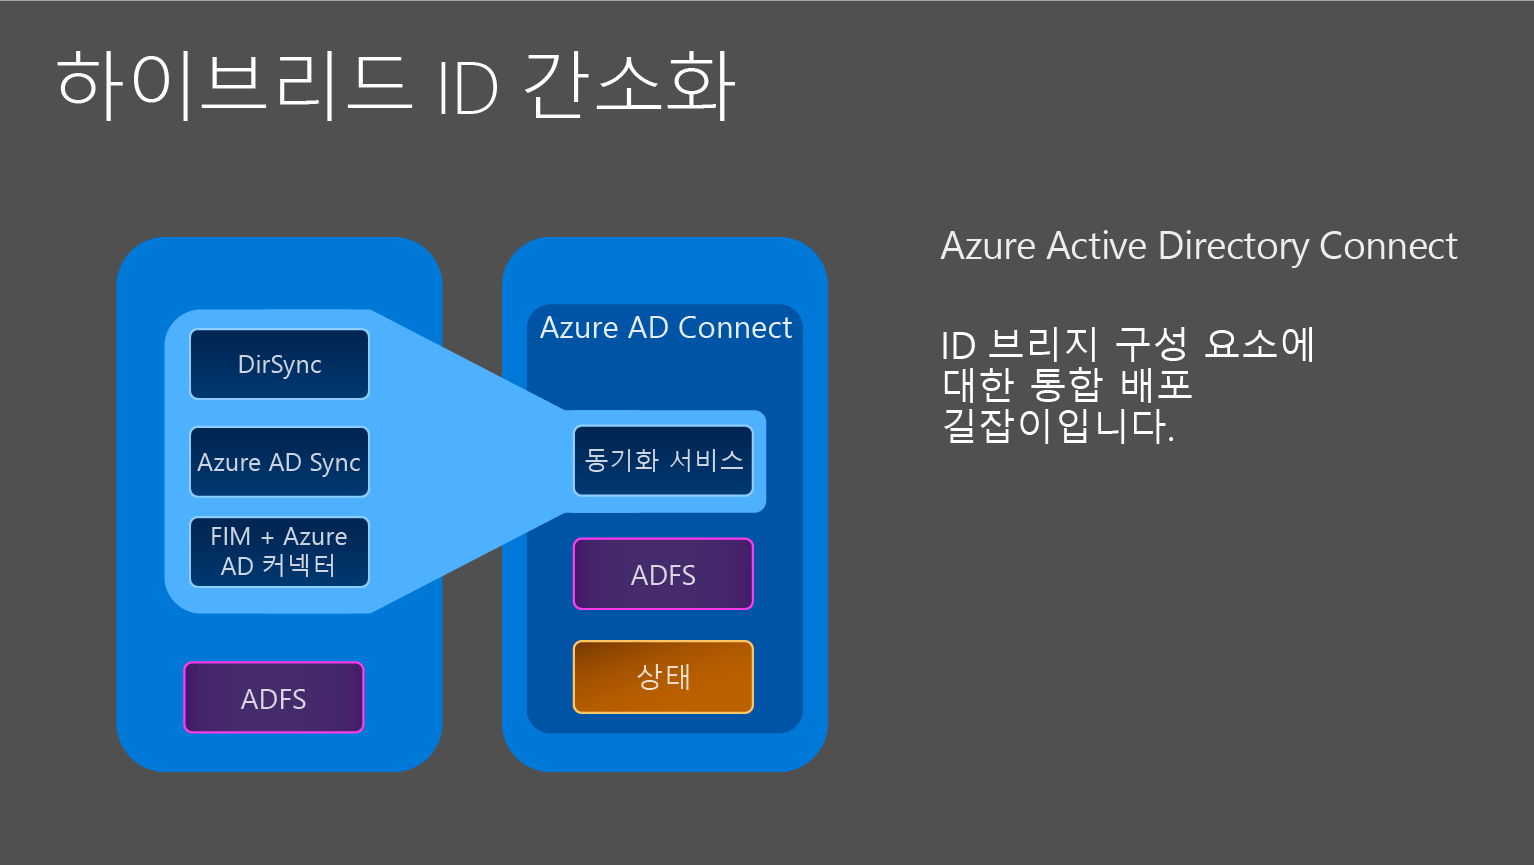 하이브리드 ID 간소화
DirSync
Azure AD Sync
FIM + Azure
AD 커넥터
ADFS
Azure AD Connect
동기화 서비스
ADFS
상태
Azure Active Directory Connect
ID 브리지 구성 요소에
대한 통합 배포
길잡이입니다.